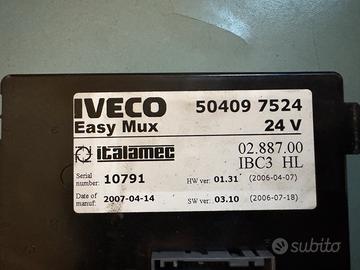 IVECO 50409 7524
Easy Mux 24 V
italamec 02.887.00
IBC3 HL
Serial number: 10791 HW ver: 01.31 (2006-04-07)
Date of manuf: 2007-04-14 SW ver: 03.10 (2006-07-18)
subito